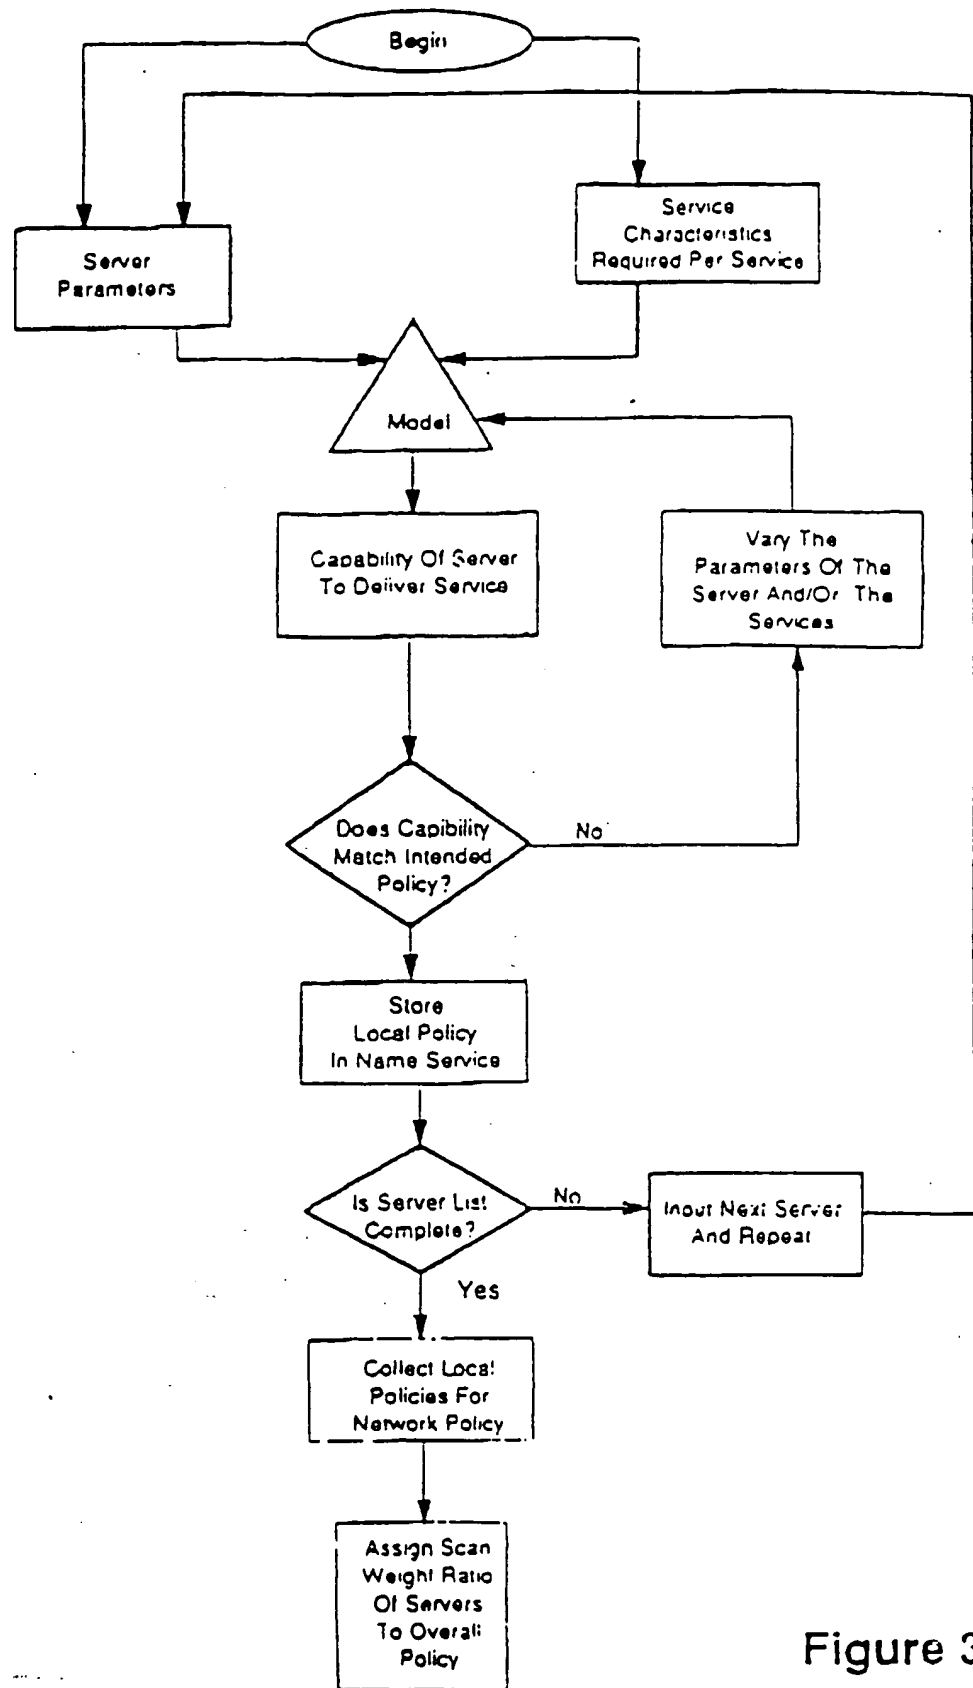 Begin
Server
Parameters
Service
Characteristics
Required Per Service
Model
Capability Of Server
To Deliver Service
Vary The
Parameters Of The
Server And/Or The
Services
Does Capibility
Match Intended
Policy?
No
Store
Local Policy
In Name Service
Is Server List
Complete?
No
Input Next Server
And Repeat
Yes
Collect Local
Policies For
Network Policy
Assign Scan
Weight Ratio
Of Servers
To Overall
Policy
Figure 3